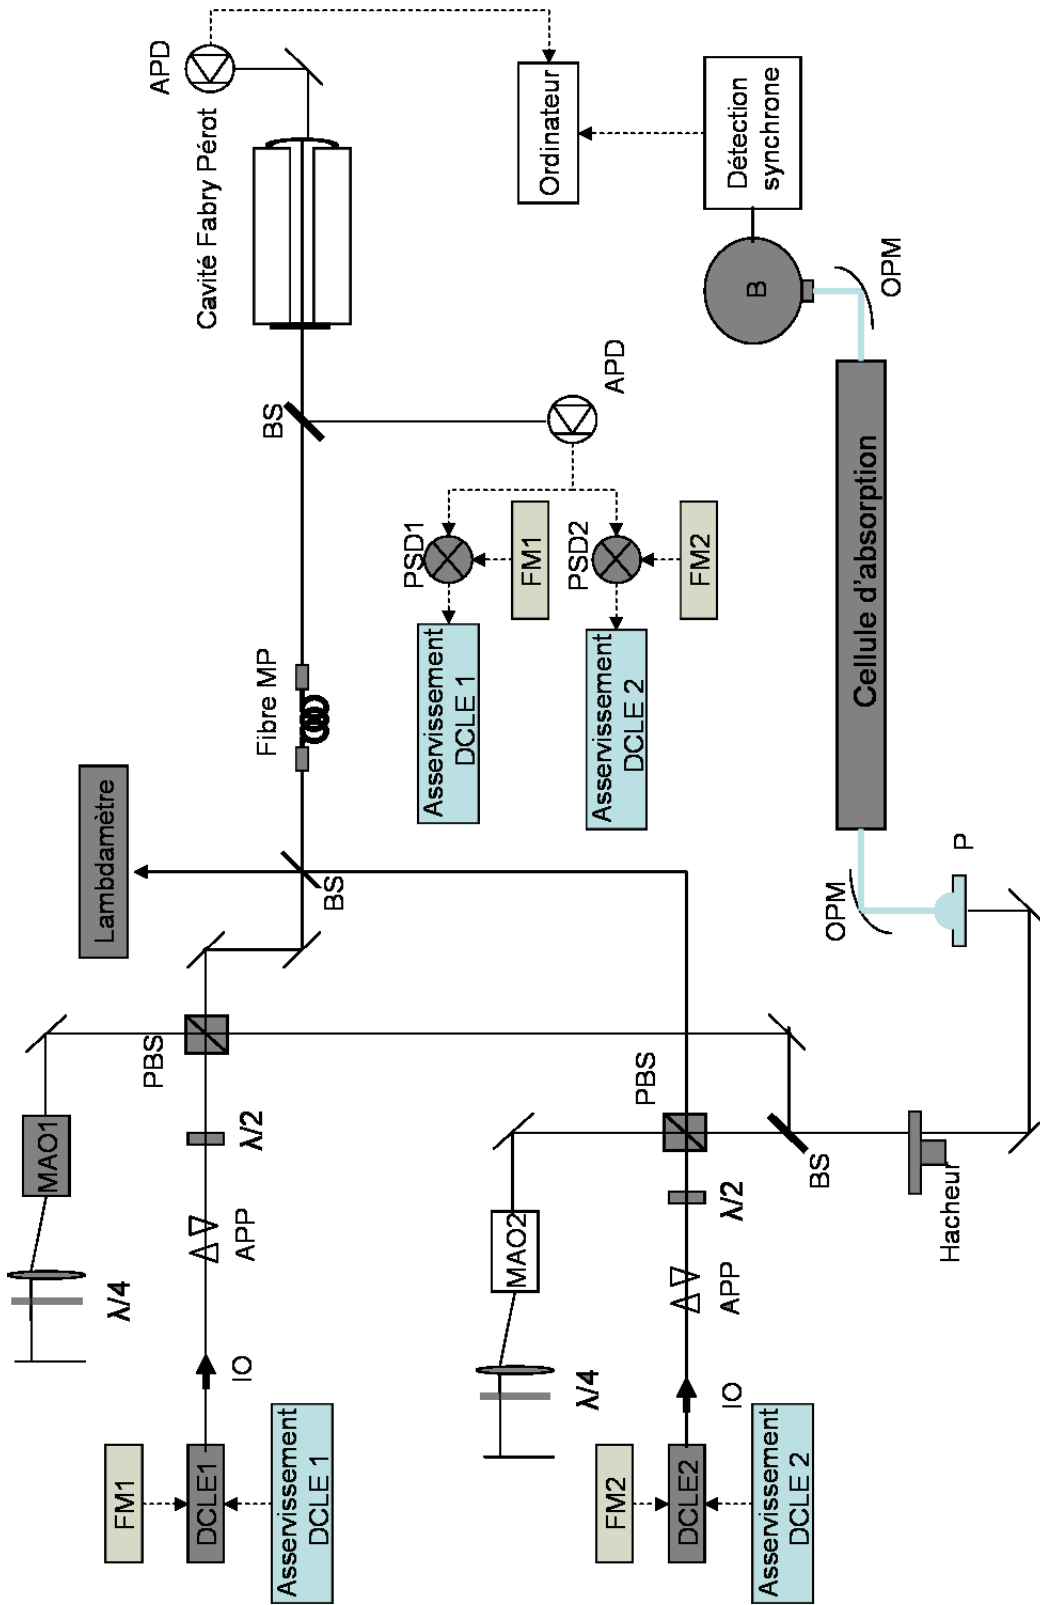 MAO1
APD
Lambdamètre
FM1
λ/4
PBS
Cavité Fabry Pérot
DCLE1
IO
APP
λ/2
Fibre MP
BS
Asservissement
DCLE 1
BS
PSD1
Asservissement
DCLE 1
FM1
MAO2
Ordinateur
PSD2
λ/4
APD
FM2
Asservissement
DCLE 2
PBS
DCLE2
FM2
IO
APP
λ/2
Détection
synchrone
B
Asservissement
DCLE 2
BS
OPM
Cellule d'absorption
OPM
Hacheur
P